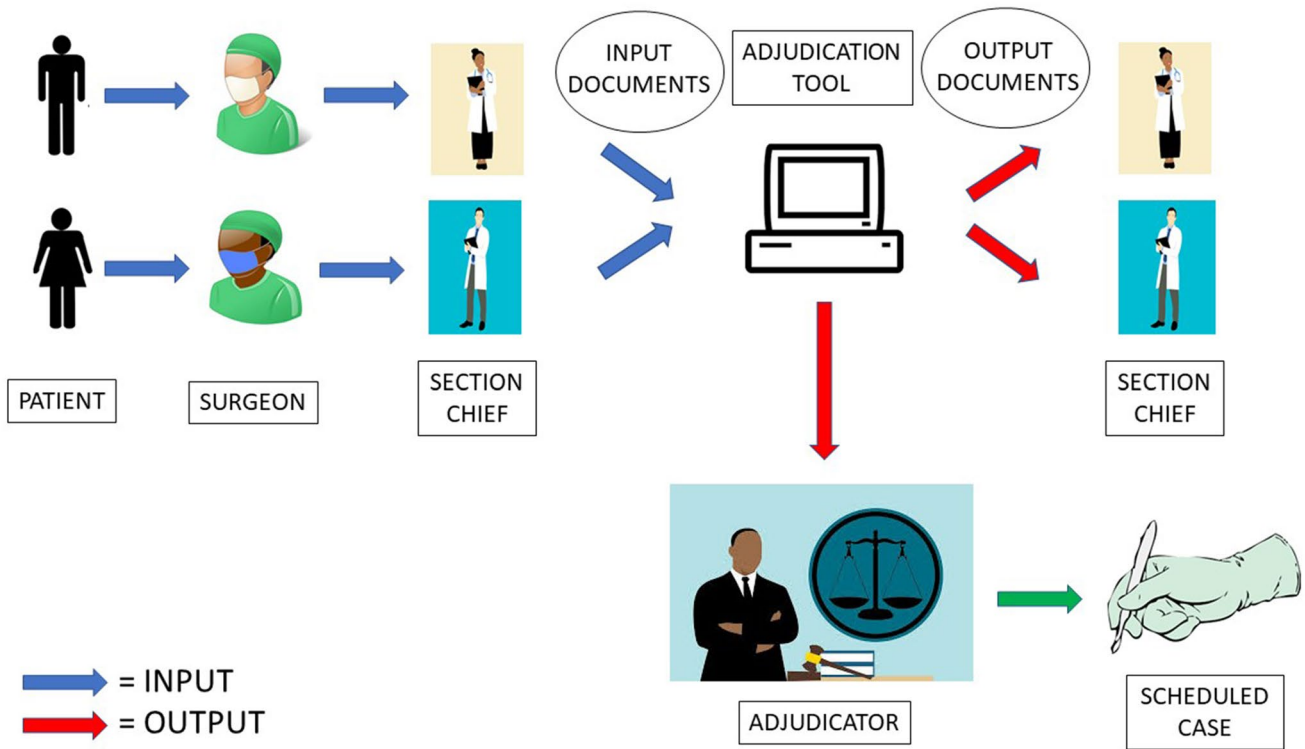 INPUT
DOCUMENTS
ADJUDICATION
TOOL
OUTPUT
DOCUMENTS
PATIENT
SURGEON
SECTION
CHIEF
SECTION
CHIEF
= INPUT
= OUTPUT
ADJUDICATOR
SCHEDULED
CASE